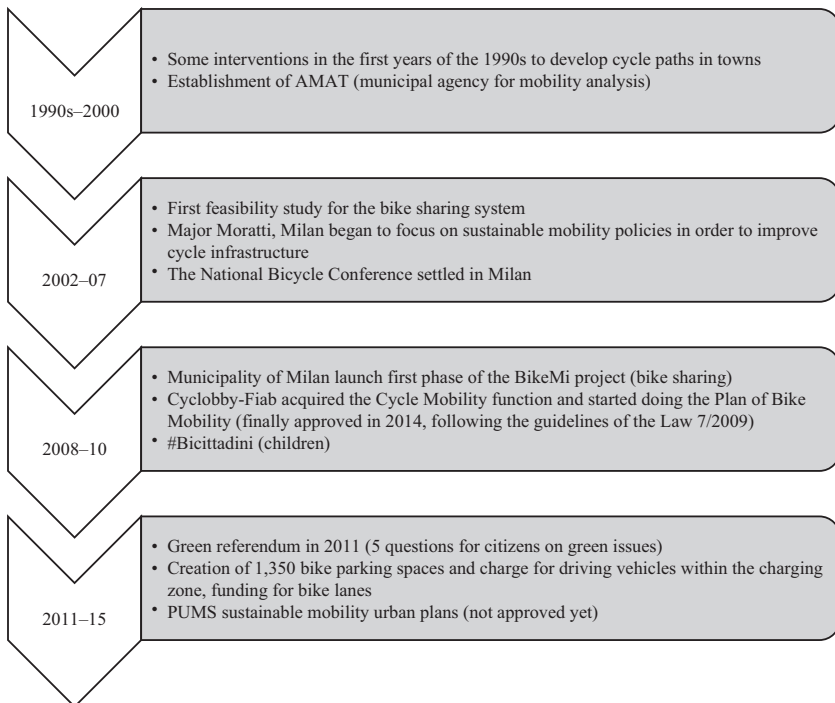 1990s–2000
• Some interventions in the first years of the 1990s to develop cycle paths in towns
• Establishment of AMAT (municipal agency for mobility analysis)
2002–07
• First feasibility study for the bike sharing system
• Major Moratti, Milan began to focus on sustainable mobility policies in order to improve
cycle infrastructure
• The National Bicycle Conference settled in Milan
2008–10
• Municipality of Milan launch first phase of the BikeMi project (bike sharing)
• Cyclobby-Fiab acquired the Cycle Mobility function and started doing the Plan of Bike
Mobility (finally approved in 2014, following the guidelines of the Law 7/2009)
• #Bicittadini (children)
2011–15
• Green referendum in 2011 (5 questions for citizens on green issues)
• Creation of 1,350 bike parking spaces and charge for driving vehicles within the charging
zone, funding for bike lanes
• PUMS sustainable mobility urban plans (not approved yet)